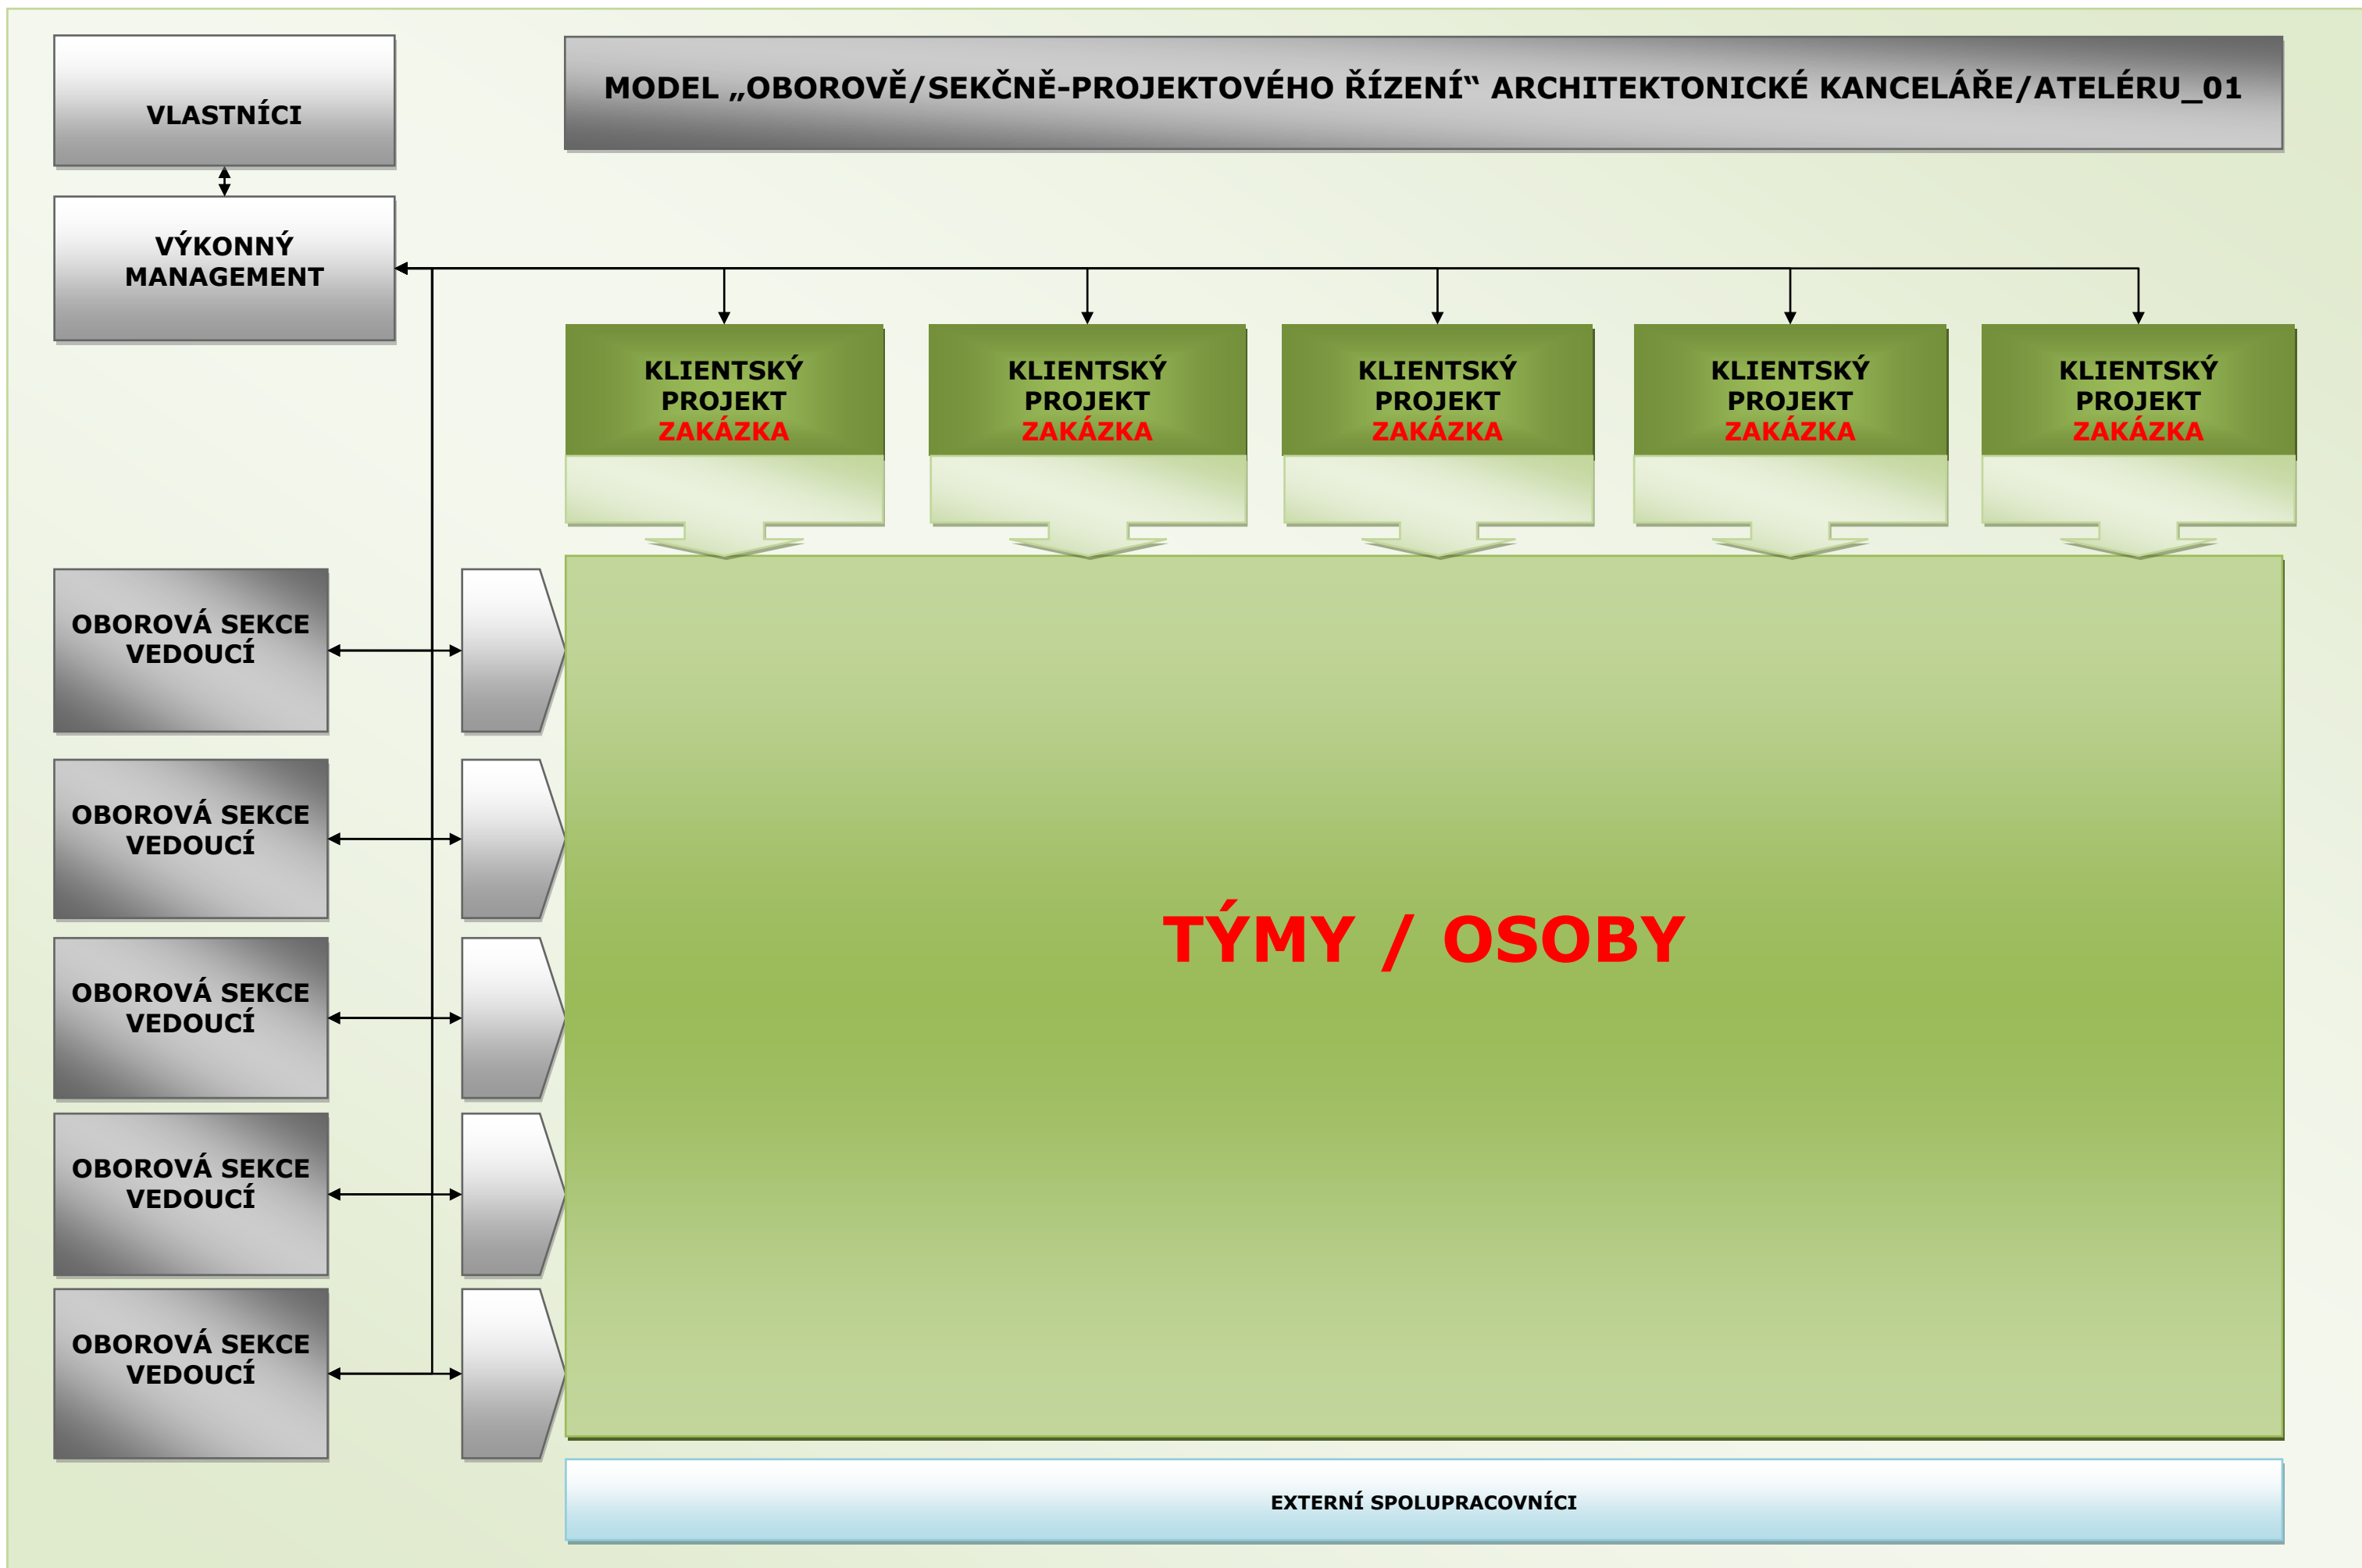 VLASTNÍCI
MODEL „OBOROVĚ/SEKČNĚ-PROJEKTOVÉHO ŘÍZENÍ“ ARCHITEKTONICKÉ KANCELÁŘE/ATELÉRU_01
VÝKONNÝ
MANAGEMENT
KLIENTSKÝ
PROJEKT
ZAKÁZKA
KLIENTSKÝ
PROJEKT
ZAKÁZKA
KLIENTSKÝ
PROJEKT
ZAKÁZKA
KLIENTSKÝ
PROJEKT
ZAKÁZKA
KLIENTSKÝ
PROJEKT
ZAKÁZKA
OBOROVÁ SEKCE
VEDOUCÍ
OBOROVÁ SEKCE
VEDOUCÍ
OBOROVÁ SEKCE
VEDOUCÍ
OBOROVÁ SEKCE
VEDOUCÍ
OBOROVÁ SEKCE
VEDOUCÍ
TÝMY / OSOBY
EXTERNÍ SPOLUPRACOVNÍCI